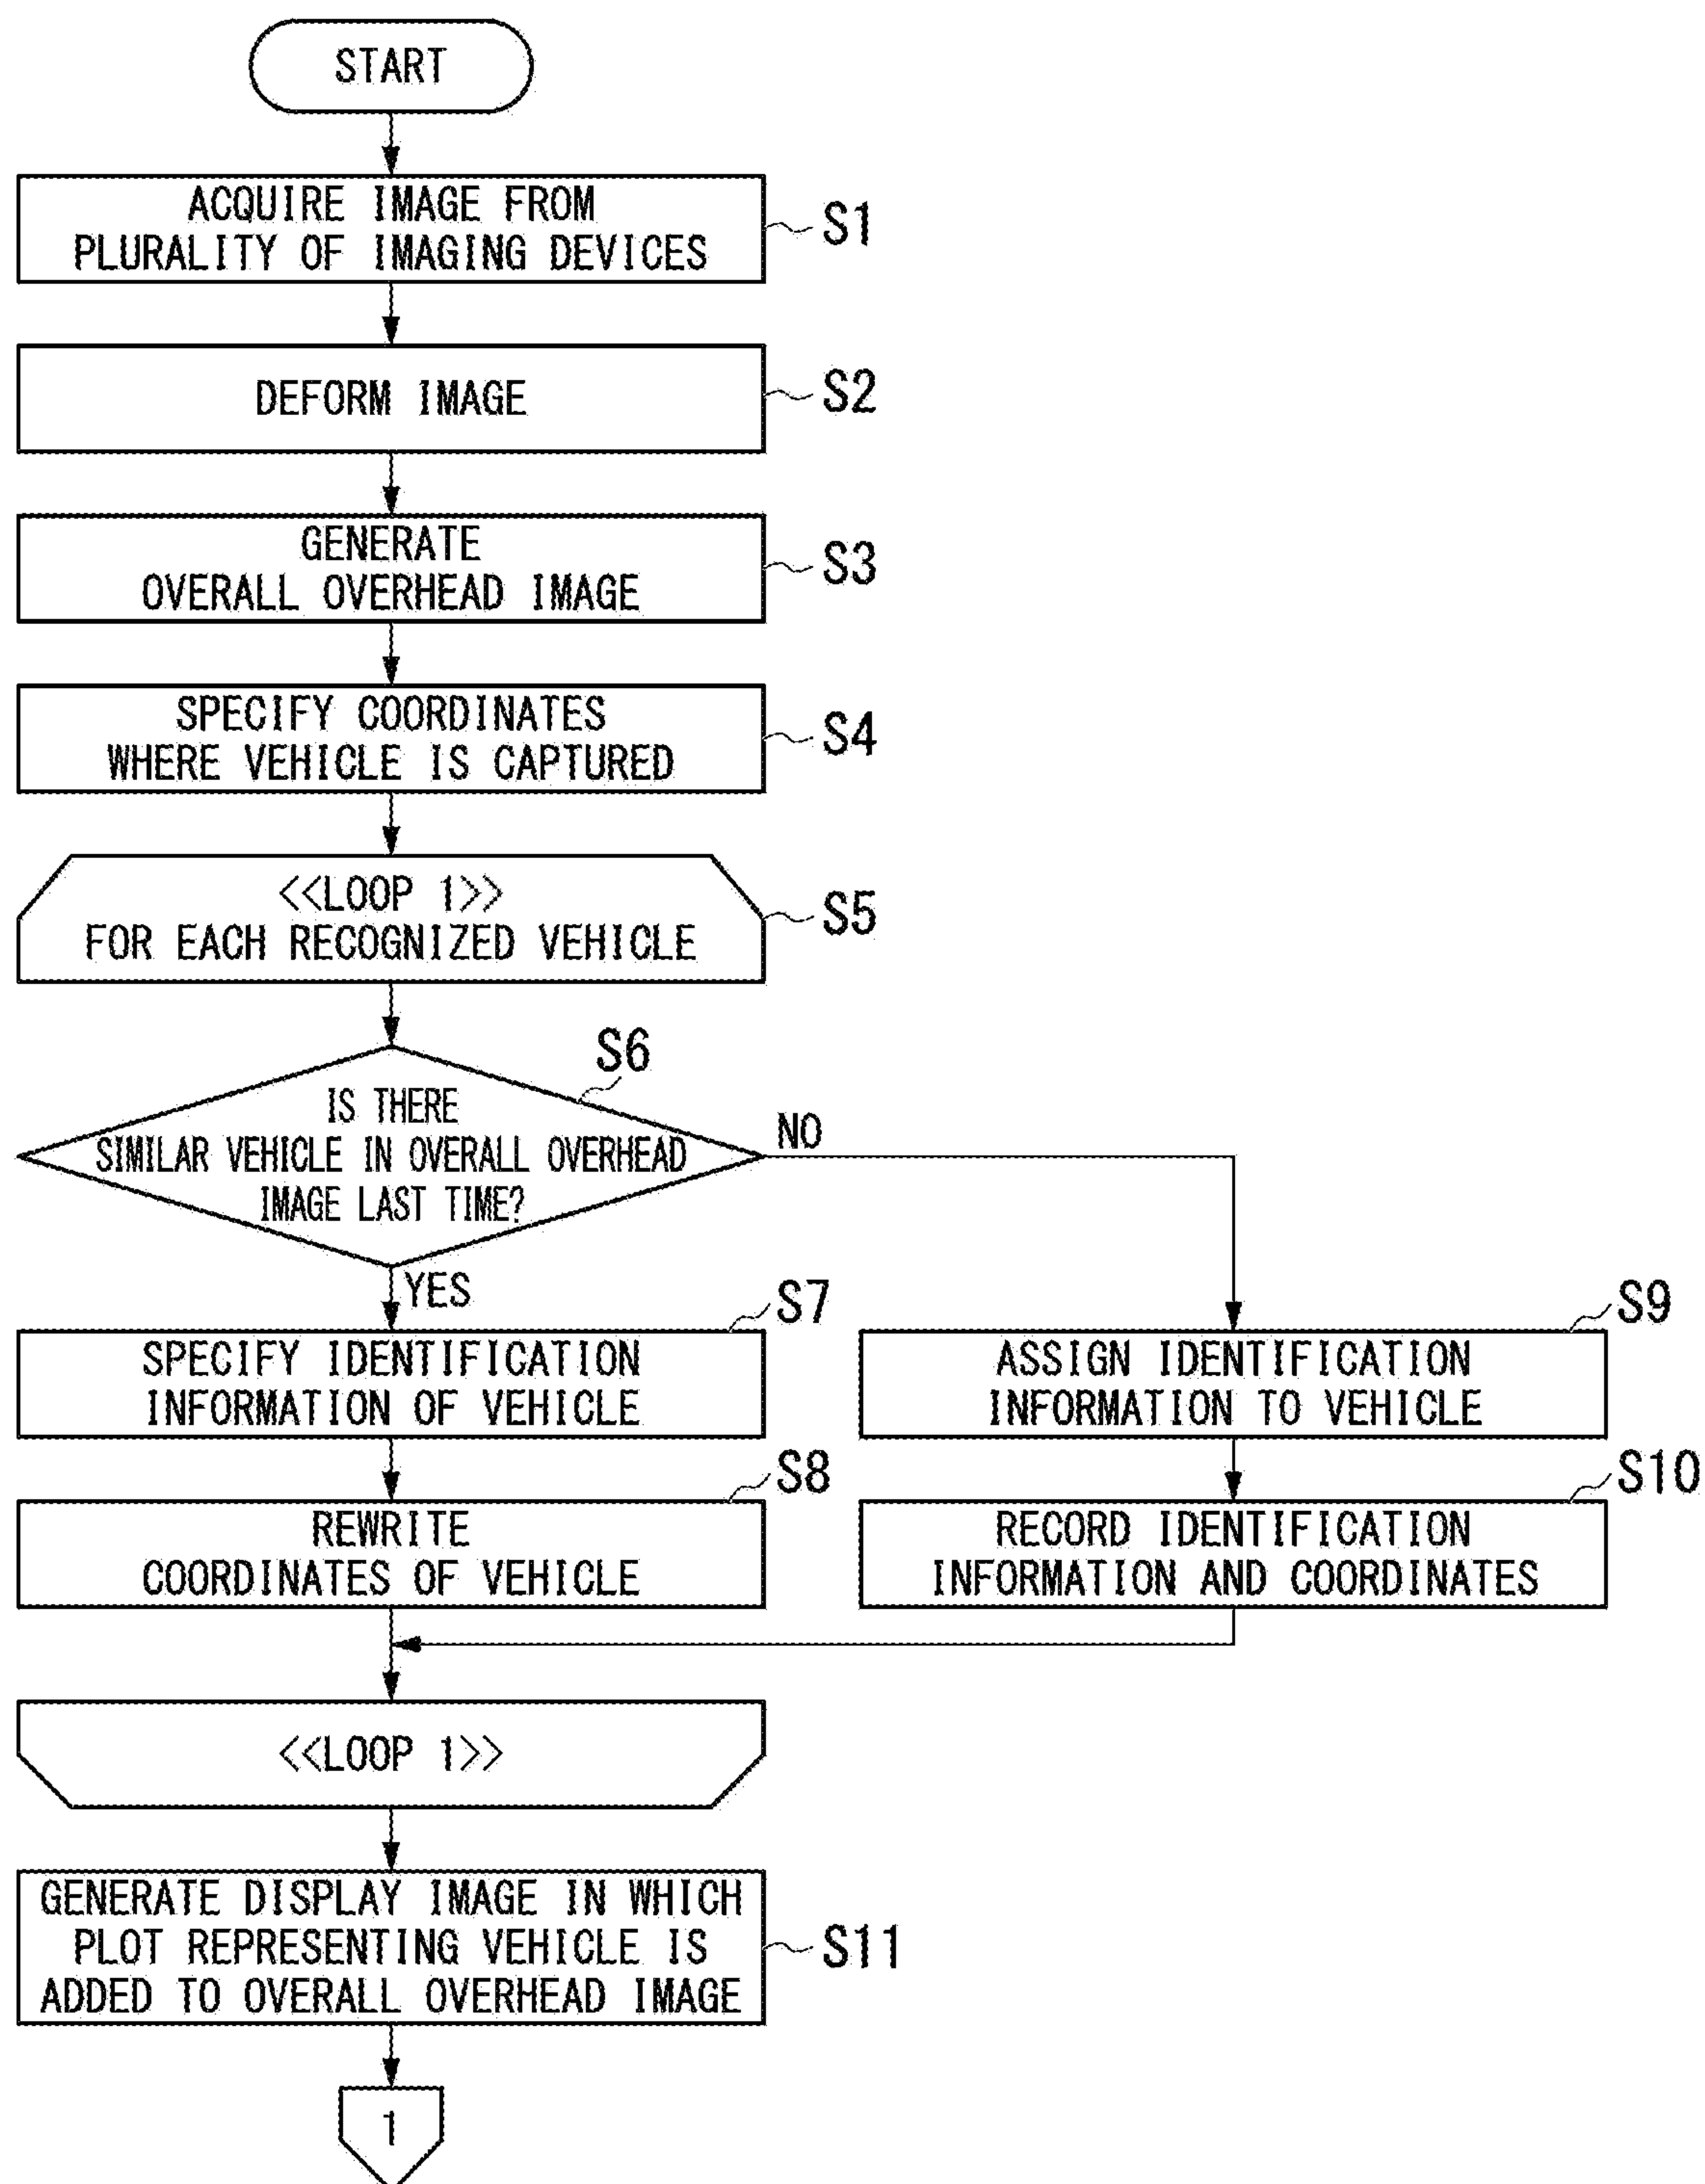 START
ACQUIRE IMAGE FROM
PLURALITY OF IMAGING DEVICES
S1
DEFORM IMAGE
S2
GENERATE
OVERALL OVERHEAD IMAGE
S3
SPECIFY COORDINATES
WHERE VEHICLE IS CAPTURED
S4
<<LOOP 1>>
FOR EACH RECOGNIZED VEHICLE
S5
S6
IS THERE
SIMILAR VEHICLE IN OVERALL OVERHEAD
IMAGE LAST TIME?
NO
YES
S7
SPECIFY IDENTIFICATION
INFORMATION OF VEHICLE
S9
ASSIGN IDENTIFICATION
INFORMATION TO VEHICLE
S8
REWRITE
COORDINATES OF VEHICLE
S10
RECORD IDENTIFICATION
INFORMATION AND COORDINATES
<<LOOP 1>>
GENERATE DISPLAY IMAGE IN WHICH
PLOT REPRESENTING VEHICLE IS
ADDED TO OVERALL OVERHEAD IMAGE
S11
1